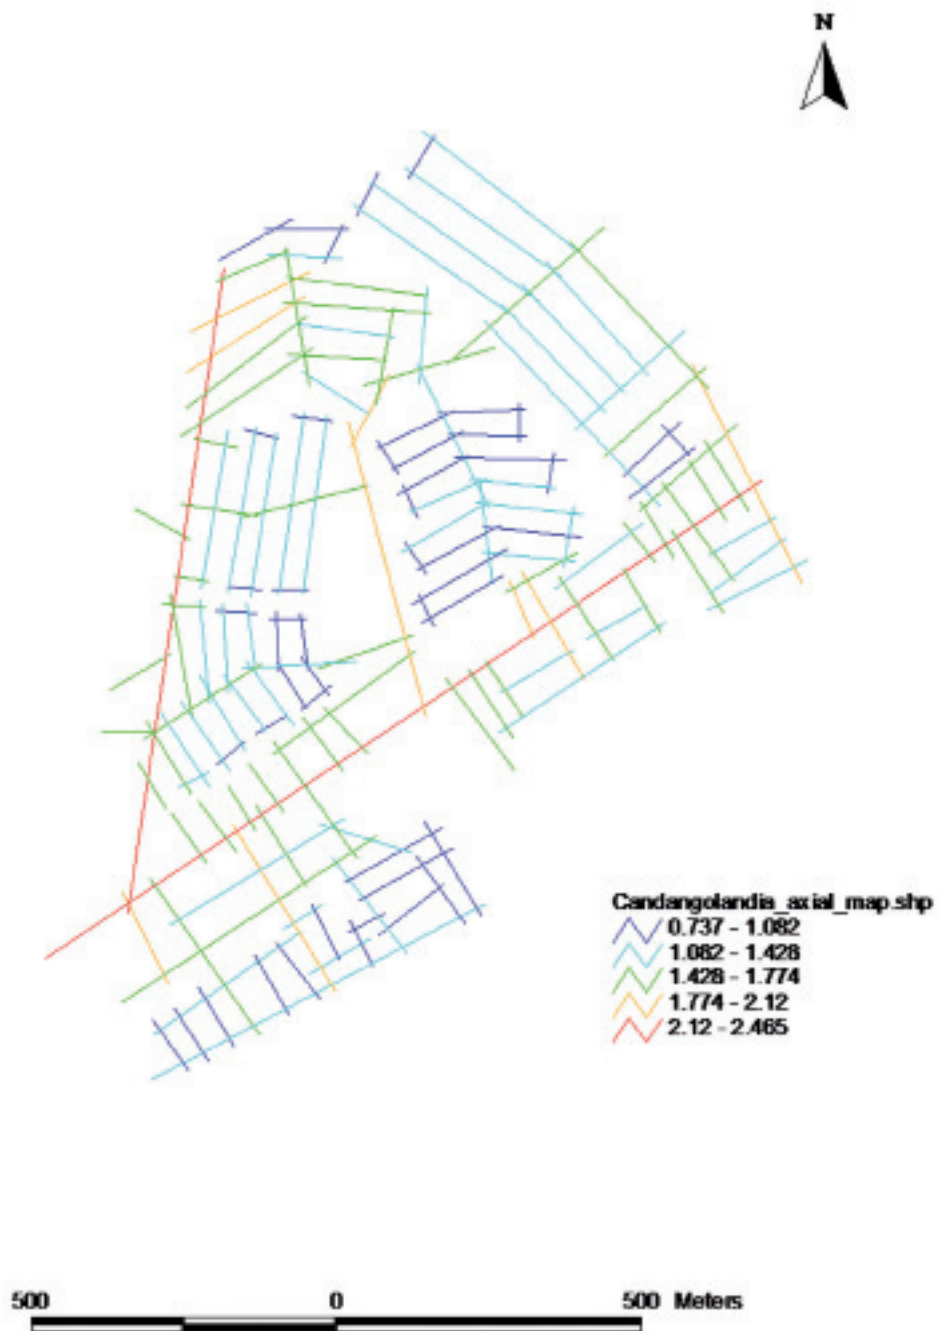 N
Candangolandia_axial_map.shp
0.737 - 1.082
1.082 - 1.428
1.428 - 1.774
1.774 - 2.12
2.12 - 2.465
500 0 500 Meters